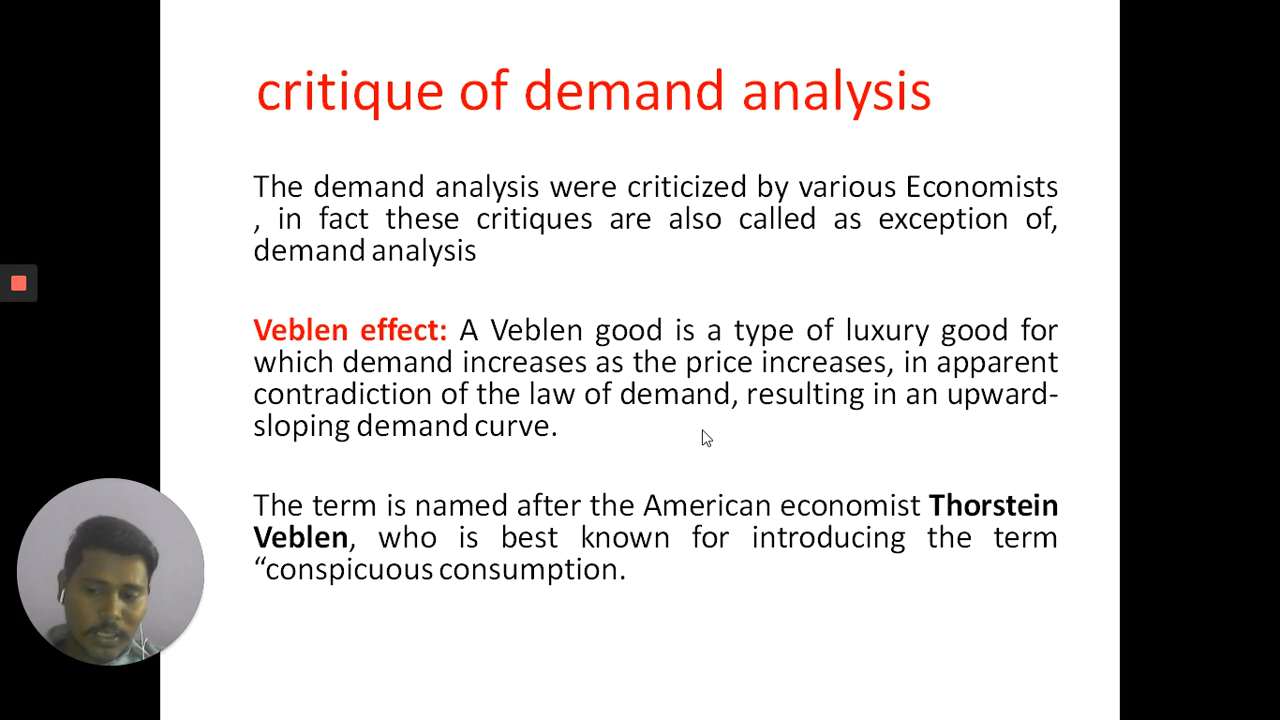 critique of demand analysis
The demand analysis were criticized by various Economists
, in fact these critiques are also called as exception of,
demand analysis
Veblen effect: A Veblen good is a type of luxury good for
which demand increases as the price increases, in apparent
contradiction of the law of demand, resulting in an upward-
sloping demand curve.
The term is named after the American economist Thorstein
Veblen, who is best known for introducing the term
“conspicuous consumption.